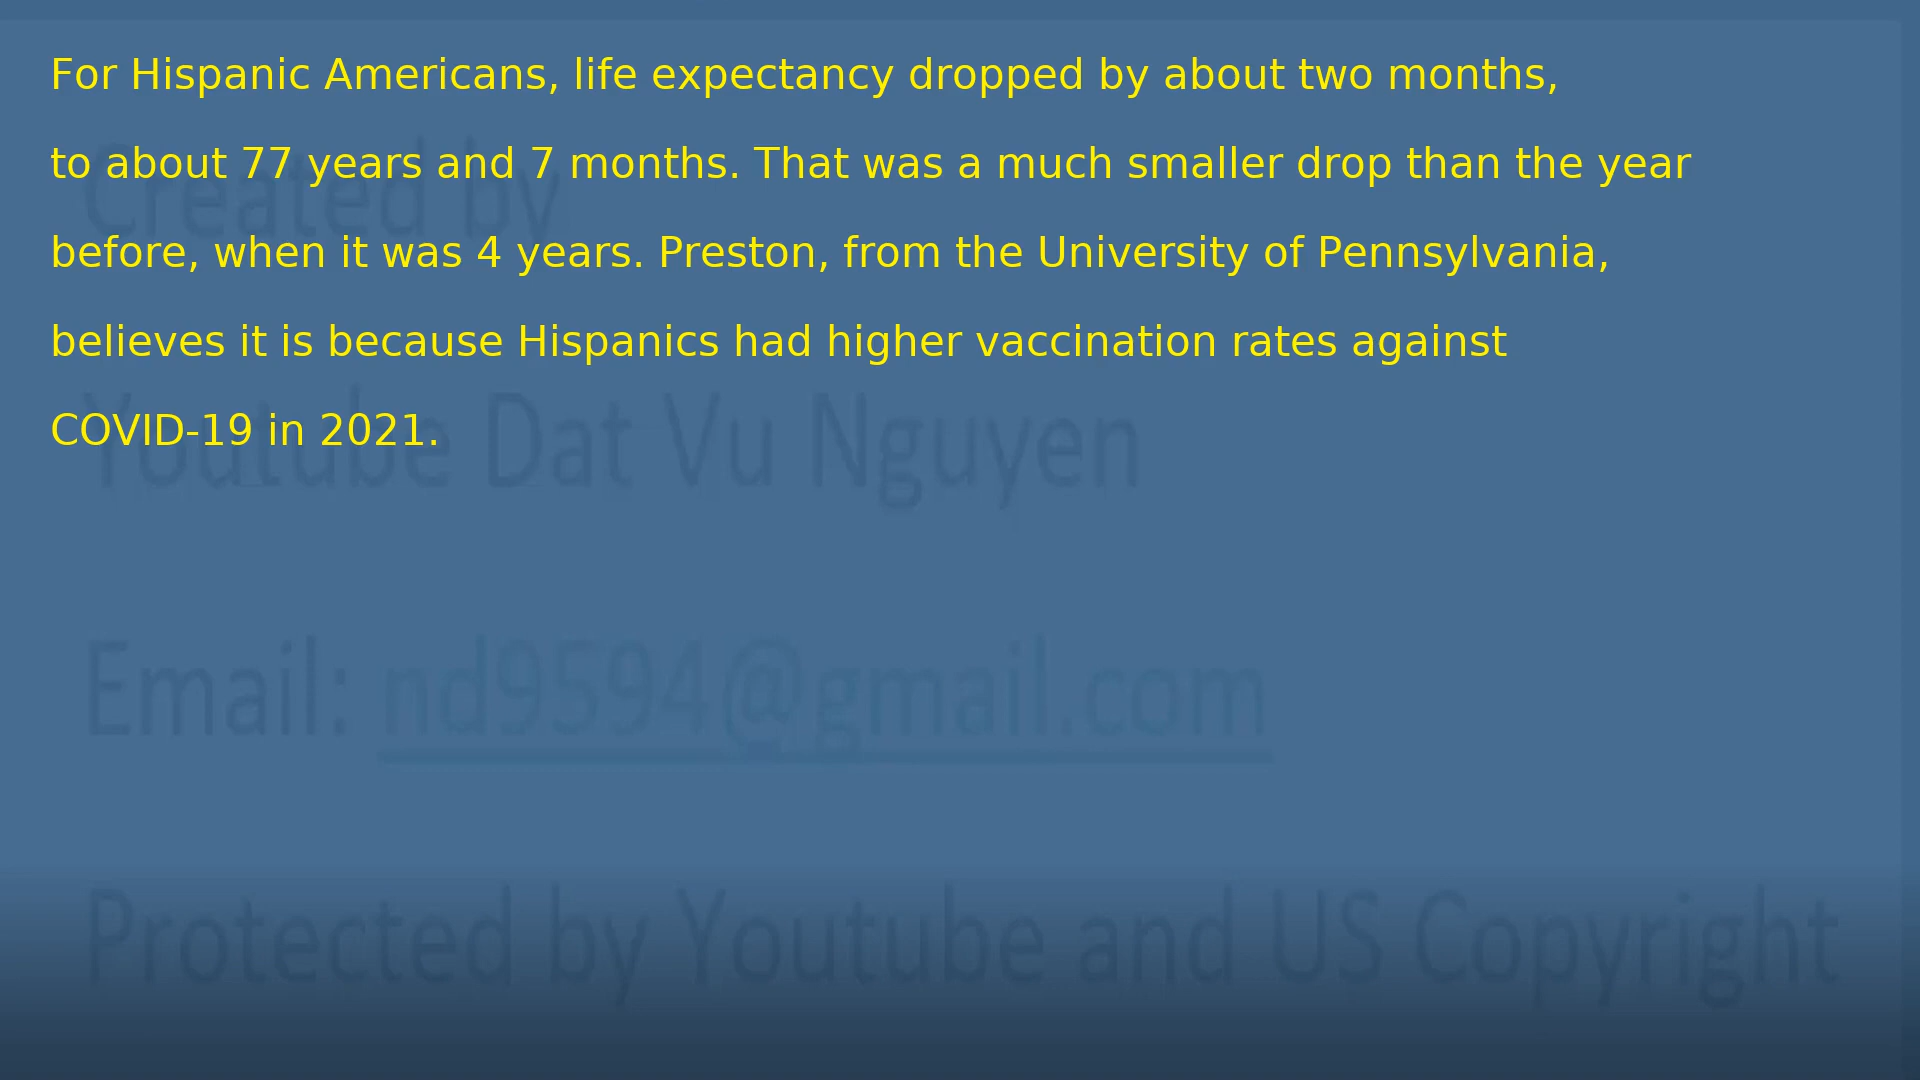 For Hispanic Americans, life expectancy dropped by about two months,
to about 77 years and 7 months. That was a much smaller drop than the year
before, when it was 4 years. Preston, from the University of Pennsylvania,
believes it is because Hispanics had higher vaccination rates against
COVID-19 in 2021.
Created by
Youtube Dat Vu Nguyen
Email: nd9594@gmail.com
Protected by Youtube and US Copyright